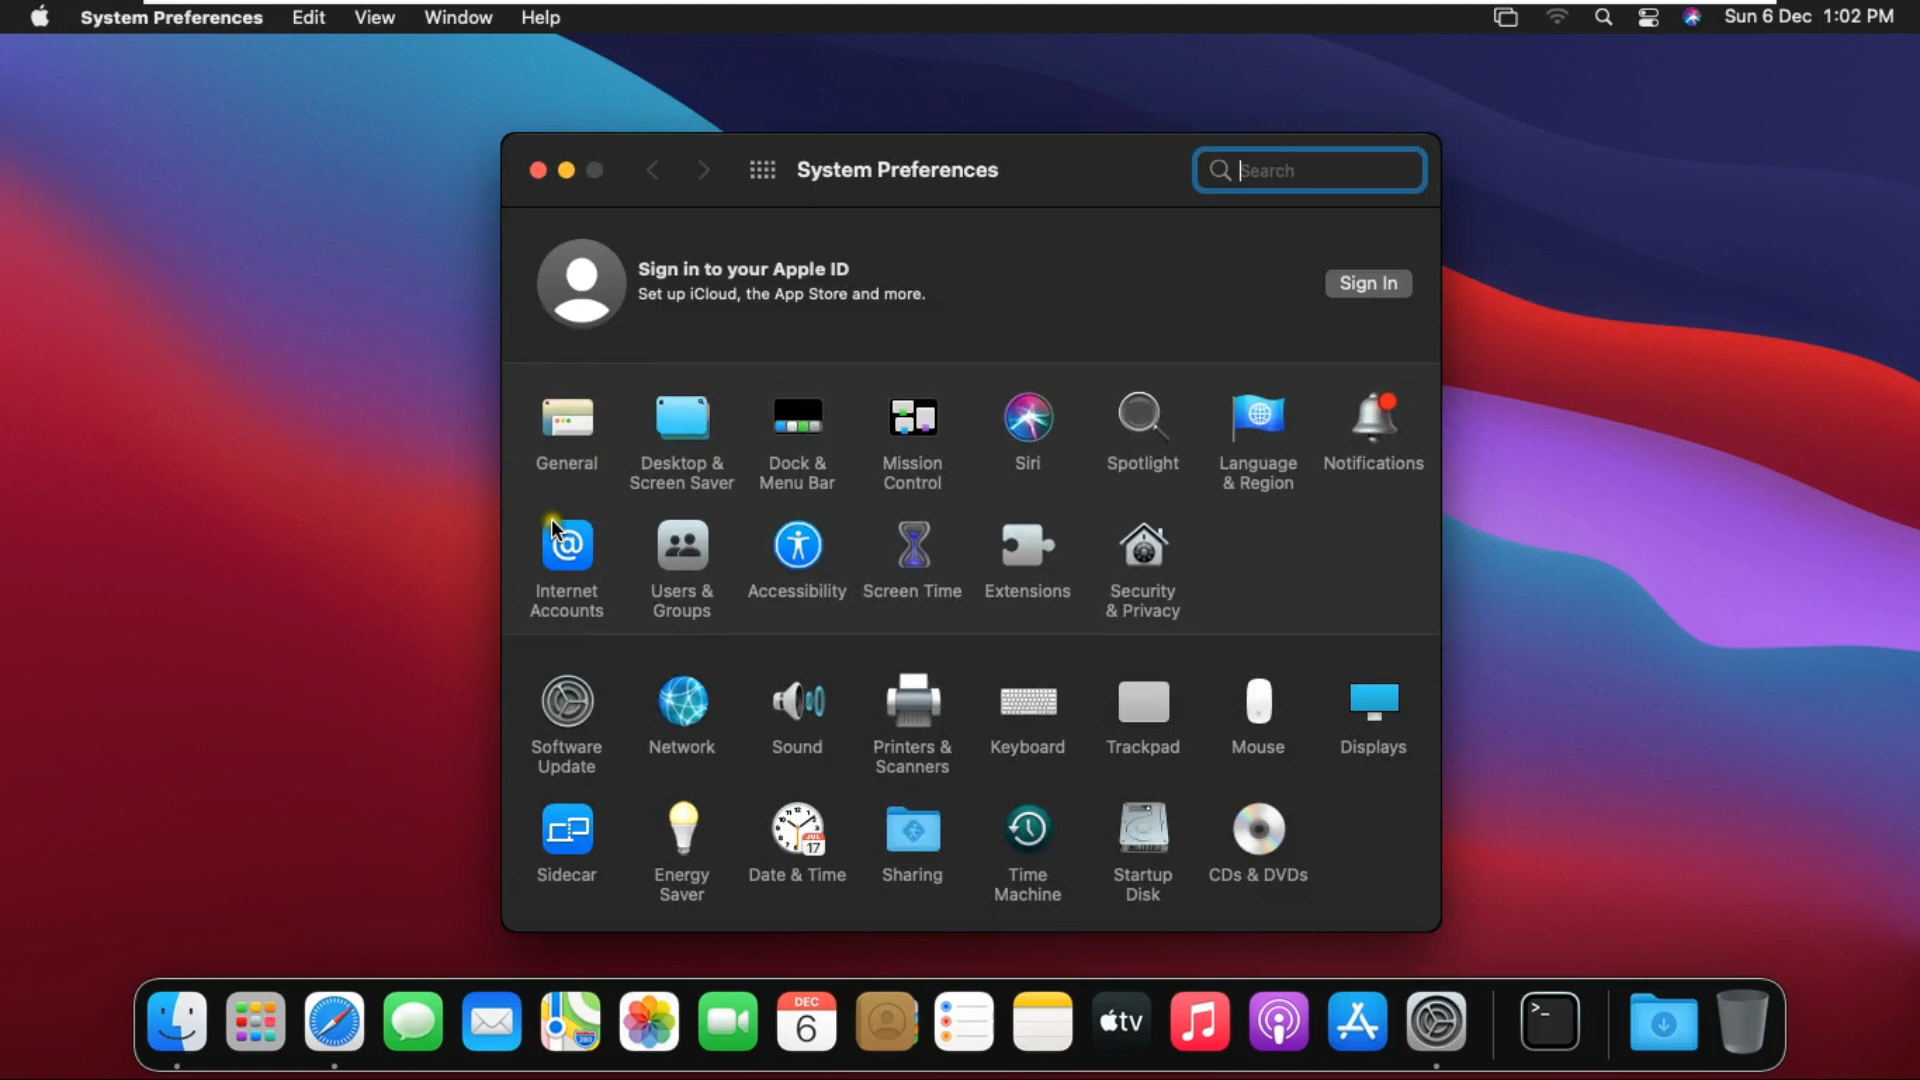 System Preferences Edit View Window Help Sun 6 Dec 1:02 PM
System Preferences
Search
Sign in to your Apple ID
Set up iCloud, the App Store and more.
Sign In
General
Desktop &
Screen Saver
Dock &
Menu Bar
Mission
Control
Siri
Spotlight
Language
& Region
Notifications
Internet
Accounts
Users &
Groups
Accessibility
Screen Time
Extensions
Security
& Privacy
Software
Update
Network
Sound
Printers &
Scanners
Keyboard
Trackpad
Mouse
Displays
Sidecar
Energy
Saver
JUL
17
Date & Time
Sharing
Time
Machine
Startup
Disk
CDs & DVDs
280
DEC
6
tv
>_